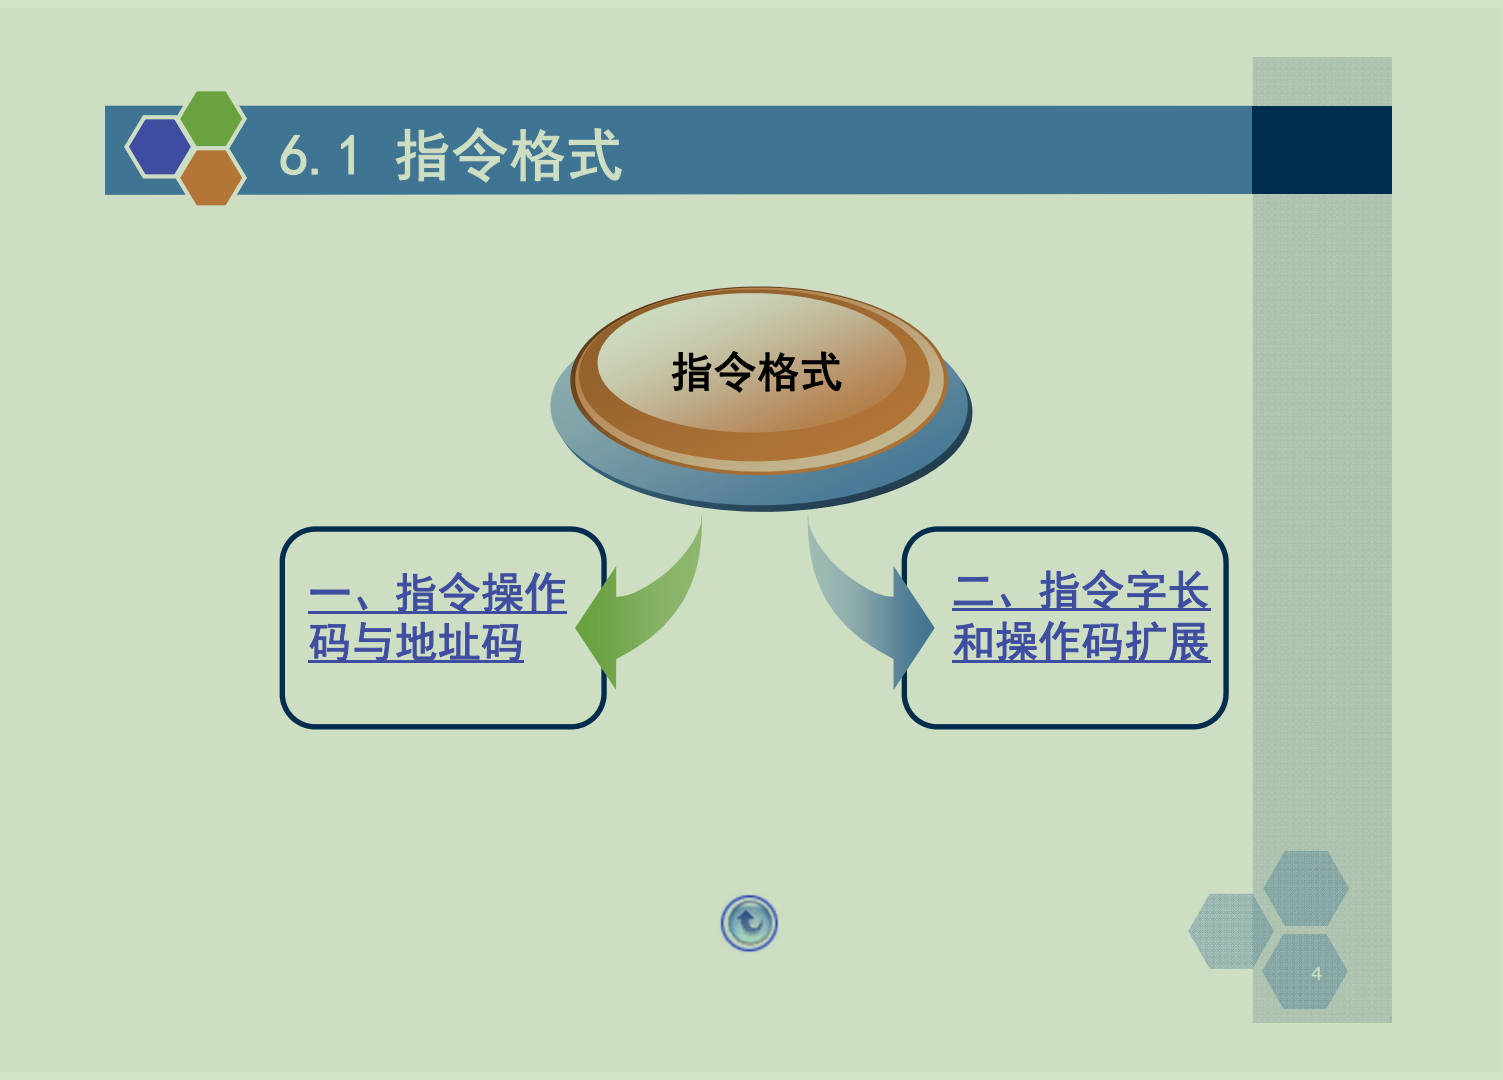 6.1 指令格式
指令格式
一、指令操作
码与地址码
二、指令字长
和操作码扩展
4